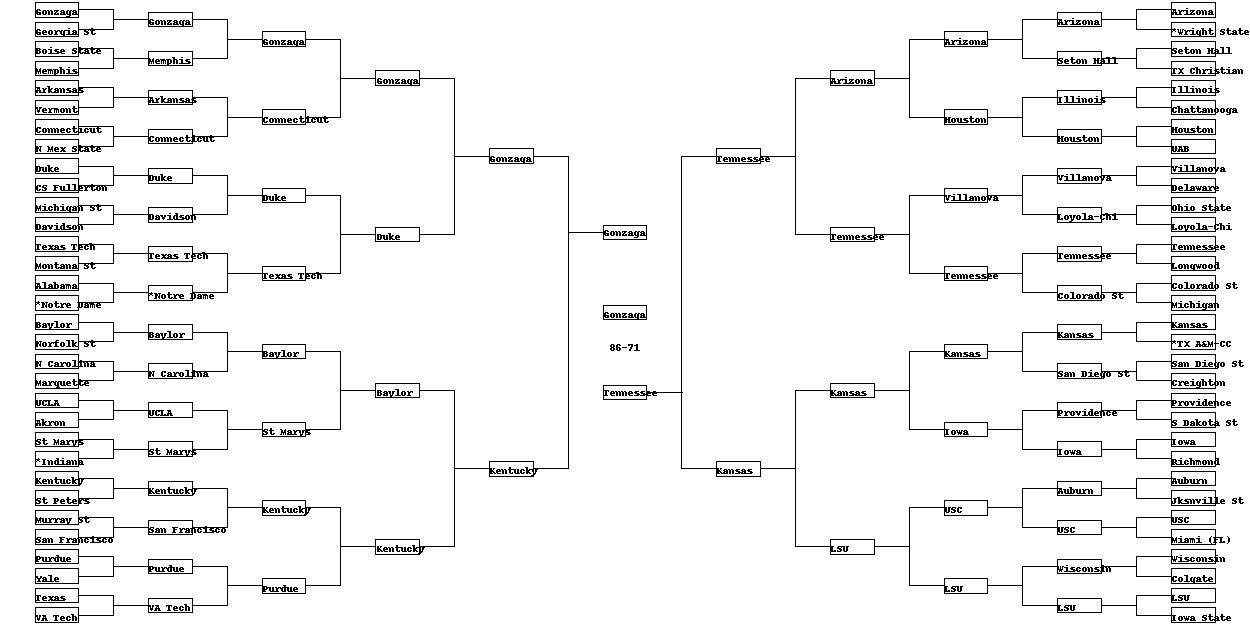 Gonzaga
Georgia St
Boise State
Memphis
Arkansas
Vermont
Connecticut
N Mex State
Duke
CS Fullerton
Michigan St
Davidson
Texas Tech
Montana St
Alabama
*Notre Dame
Baylor
Norfolk St
N Carolina
Marquette
UCLA
Akron
St Marys
*Indiana
Kentucky
St Peters
Murray St
San Francisco
Purdue
Yale
Texas
VA Tech
Gonzaga
Memphis
Arkansas
Connecticut
Duke
Davidson
Texas Tech
*Notre Dame
Baylor
N Carolina
UCLA
St Marys
Kentucky
San Francisco
Purdue
VA Tech
Gonzaga
Connecticut
Duke
Texas Tech
Baylor
St Marys
Kentucky
Purdue
Gonzaga
Duke
Baylor
Kentucky
Gonzaga
Kentucky
Gonzaga
Gonzaga
86-71
Tennessee
Tennessee
Kansas
Arizona
Tennessee
Kansas
LSU
Arizona
Houston
Villanova
Tennessee
Kansas
Iowa
USC
LSU
Arizona
Seton Hall
Illinois
Houston
Villanova
Loyola-Chi
Tennessee
Colorado St
Kansas
San Diego St
Providence
Iowa
Auburn
USC
Wisconsin
LSU
Arizona
*Wright State
Seton Hall
TX Christian
Illinois
Chattanooga
Houston
UAB
Villanova
Delaware
Ohio State
Loyola-Chi
Tennessee
Longwood
Colorado St
Michigan
Kansas
*TX A&M-CC
San Diego St
Creighton
Providence
S Dakota St
Iowa
Richmond
Auburn
Jksnville St
USC
Miami (FL)
Wisconsin
Colgate
LSU
Iowa State